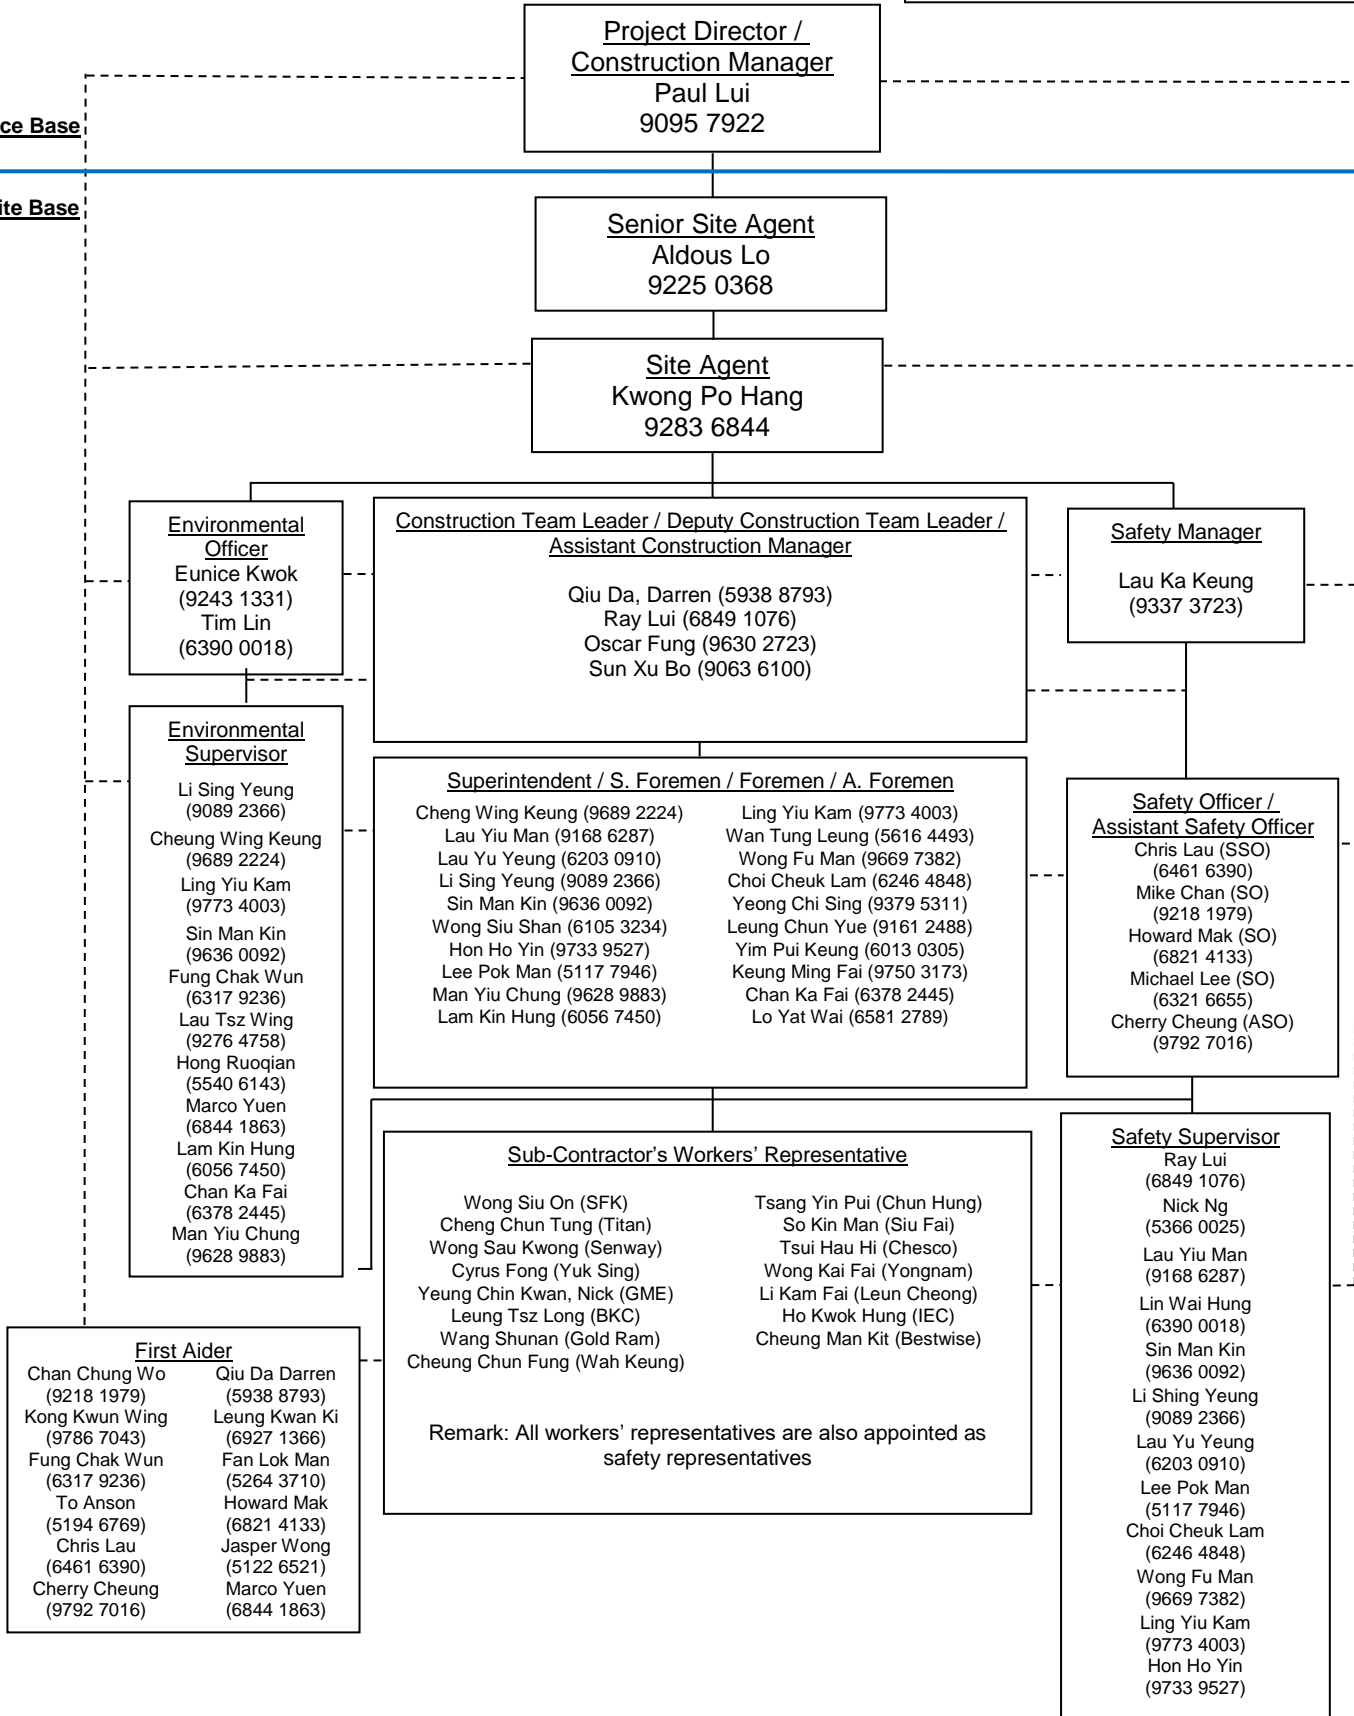 Project Director /
Construction Manager
Paul Lui
9095 7922
ce Base
ite Base
Senior Site Agent
Aldous Lo
9225 0368
Site Agent
Kwong Po Hang
9283 6844
Environmental
Officer
Eunice Kwok
(9243 1331)
Tim Lin
(6390 0018)
Construction Team Leader / Deputy Construction Team Leader /
Assistant Construction Manager
Qiu Da, Darren (5938 8793)
Ray Lui (6849 1076)
Oscar Fung (9630 2723)
Sun Xu Bo (9063 6100)
Safety Manager
Lau Ka Keung
(9337 3723)
Environmental
Supervisor
Li Sing Yeung
(9089 2366)
Cheung Wing Keung
(9689 2224)
Ling Yiu Kam
(9773 4003)
Sin Man Kin
(9636 0092)
Fung Chak Wun
(6317 9236)
Lau Tsz Wing
(9276 4758)
Hong Ruoqian
(5540 6143)
Marco Yuen
(6844 1863)
Lam Kin Hung
(6056 7450)
Chan Ka Fai
(6378 2445)
Man Yiu Chung
(9628 9883)
Superintendent / S. Foremen / Foremen / A. Foremen
Cheng Wing Keung (9689 2224)
Lau Yiu Man (9168 6287)
Lau Yu Yeung (6203 0910)
Li Sing Yeung (9089 2366)
Sin Man Kin (9636 0092)
Wong Siu Shan (6105 3234)
Hon Ho Yin (9733 9527)
Lee Pok Man (5117 7946)
Man Yiu Chung (9628 9883)
Lam Kin Hung (6056 7450)
Ling Yiu Kam (9773 4003)
Wan Tung Leung (5616 4493)
Wong Fu Man (9669 7382)
Choi Cheuk Lam (6246 4848)
Yeong Chi Sing (9379 5311)
Leung Chun Yue (9161 2488)
Yim Pui Keung (6013 0305)
Keung Ming Fai (9750 3173)
Chan Ka Fai (6378 2445)
Lo Yat Wai (6581 2789)
Safety Officer /
Assistant Safety Officer
Chris Lau (SSO)
(6461 6390)
Mike Chan (SO)
(9218 1979)
Howard Mak (SO)
(6821 4133)
Michael Lee (SO)
(6321 6655)
Cherry Cheung (ASO)
(9792 7016)
Sub-Contractor's Workers' Representative
Wong Siu On (SFK)
Cheng Chun Tung (Titan)
Wong Sau Kwong (Senway)
Cyrus Fong (Yuk Sing)
Yeung Chin Kwan, Nick (GME)
Leung Tsz Long (BKC)
Wang Shunan (Gold Ram)
Cheung Chun Fung (Wah Keung)
Tsang Yin Pui (Chun Hung)
So Kin Man (Siu Fai)
Tsui Hau Hi (Chesco)
Wong Kai Fai (Yongnam)
Li Kam Fai (Leun Cheong)
Ho Kwok Hung (IEC)
Cheung Man Kit (Bestwise)
Remark: All workers' representatives are also appointed as
safety representatives
Safety Supervisor
Ray Lui
(6849 1076)
Nick Ng
(5366 0025)
Lau Yiu Man
(9168 6287)
Lin Wai Hung
(6390 0018)
Sin Man Kin
(9636 0092)
Li Shing Yeung
(9089 2366)
Lau Yu Yeung
(6203 0910)
Lee Pok Man
(5117 7946)
Choi Cheuk Lam
(6246 4848)
Wong Fu Man
(9669 7382)
Ling Yiu Kam
(9773 4003)
Hon Ho Yin
(9733 9527)
First Aider
Chan Chung Wo
(9218 1979)
Kong Kwun Wing
(9786 7043)
Fung Chak Wun
(6317 9236)
To Anson
(5194 6769)
Chris Lau
(6461 6390)
Cherry Cheung
(9792 7016)
Qiu Da Darren
(5938 8793)
Leung Kwan Ki
(6927 1366)
Fan Lok Man
(5264 3710)
Howard Mak
(6821 4133)
Jasper Wong
(5122 6521)
Marco Yuen
(6844 1863)